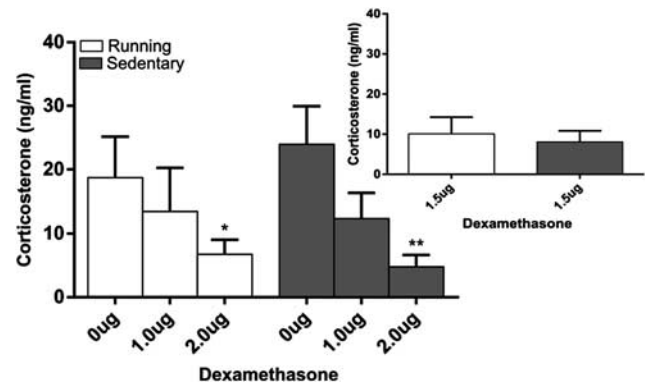 Corticosterone (ng/ml)
40
30
20
10
0
Running
Sedentary
*
**
0ug
1.0ug
2.0ug
0ug
1.0ug
2.0ug
Dexamethasone
Corticosterone (ng/ml)
40
30
20
10
0
1.5ug
1.5ug
Dexamethasone